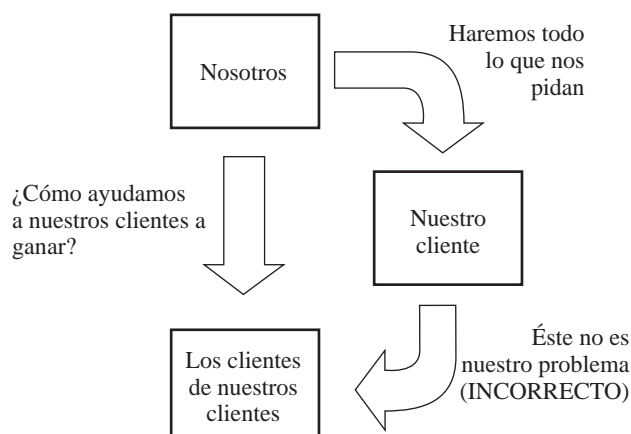 Nosotros
Haremos todo
lo que nos
pidan
¿Cómo ayudamos
a nuestros clientes a
ganar?
Nuestro
cliente
Los clientes
de nuestros
clientes
Éste no es
nuestro problema
(INCORRECTO)